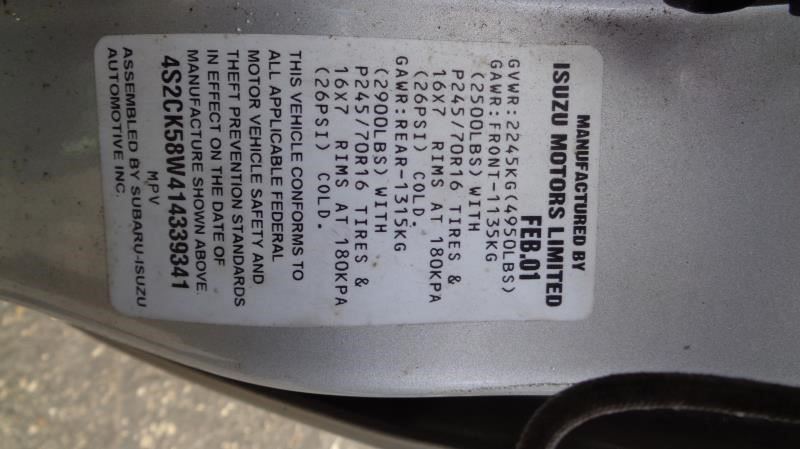 MANUFACTURED BY
ISUZU MOTORS LIMITED
FEB.01
GVWR:2245KG(4950LBS)
GAWR:FRONT-1135KG
(2500LBS) WITH
P245/70R16 TIRES &
16X7 RIMS AT 180KPA
(26PSI) COLD.
GAWR:REAR-1315KG
(2900LBS) WITH
P245/70R16 TIRES &
16X7 RIMS AT 180KPA
(26PSI) COLD.
THIS VEHICLE CONFORMS TO
ALL APPLICABLE FEDERAL
MOTOR VEHICLE SAFETY AND
THEFT PREVENTION STANDARDS
IN EFFECT ON THE DATE OF
MANUFACTURE SHOWN ABOVE.
4S2CK58W414339341
MPV
ASSEMBLED BY SUBARU-ISUZU
AUTOMOTIVE INC.